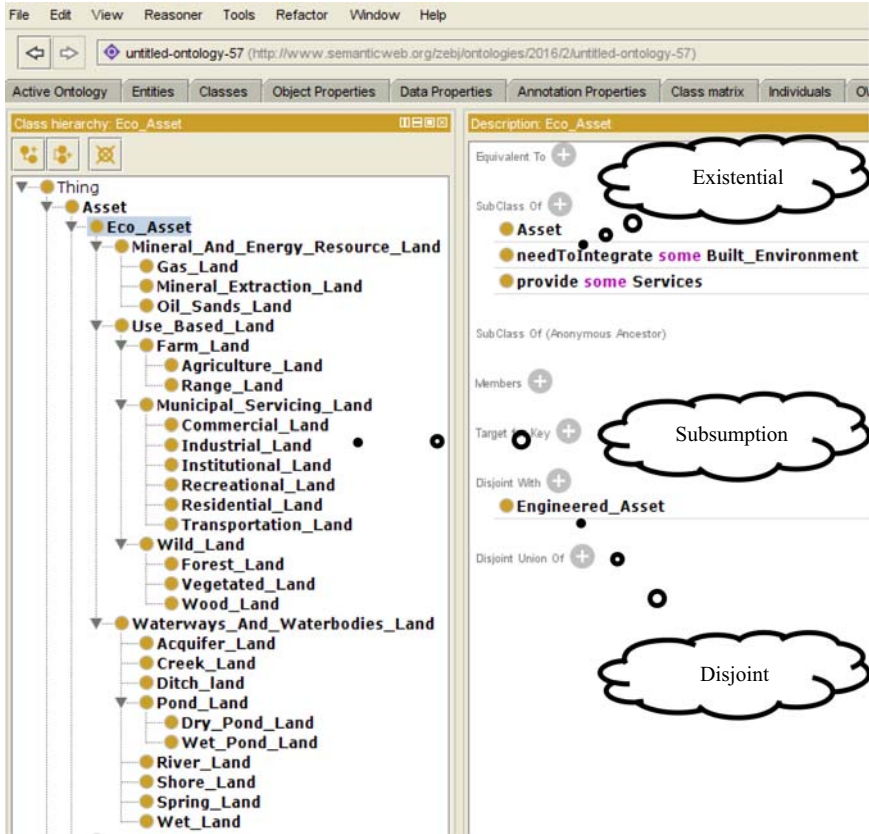 File Edit View Reasoner Tools Refactor Window Help
untitled-ontology-57 (http://www.semanticweb.org/zebj/ontologies/2016/2/untitled-ontology-57)
Active Ontology Entities Classes Object Properties Data Properties Annotation Properties Class matrix Individuals
Class hierarchy: Eco_Asset
Thing
Asset
Eco_Asset
Mineral_And_Energy_Resource_Land
Gas_Land
Mineral_Extraction_Land
Oil_Sands_Land
Use_Based_Land
Farm_Land
Agriculture_Land
Range_Land
Municipal_Servicing_Land
Commercial_Land
Industrial_Land
Institutional_Land
Recreational_Land
Residential_Land
Transportation_Land
Wild_Land
Forest_Land
Vegetated_Land
Wood_Land
Waterways_And_Waterbodies_Land
Acquifer_Land
Creek_Land
Ditch_land
Pond_Land
Dry_Pond_Land
Wet_Pond_Land
River_Land
Shore_Land
Spring_Land
Wet_Land
Description: Eco_Asset
Equivalent To
Existential
SubClass Of
Asset
needToIntegrate some Built_Environment
provide some Services
SubClass Of (Anonymous Ancestor)
Members
Target Key
Subsumption
Disjoint With
Engineered_Asset
Disjoint Union Of
Disjoint